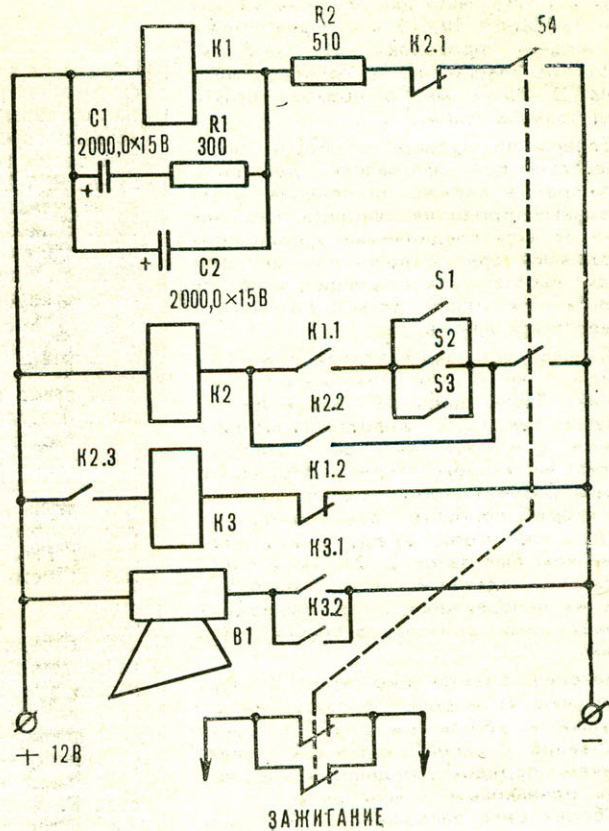 R2
510
K1
K2.1
S4
C1
2000,0×15В
R1
300
+
+
C2
2000,0×15В
S1
K1.1
S2
S3
K2
K2.2
K2.3
K1.2
K3
K3.1
K3.2
B1
+ 12В
–
ЗАЖИГАНИЕ